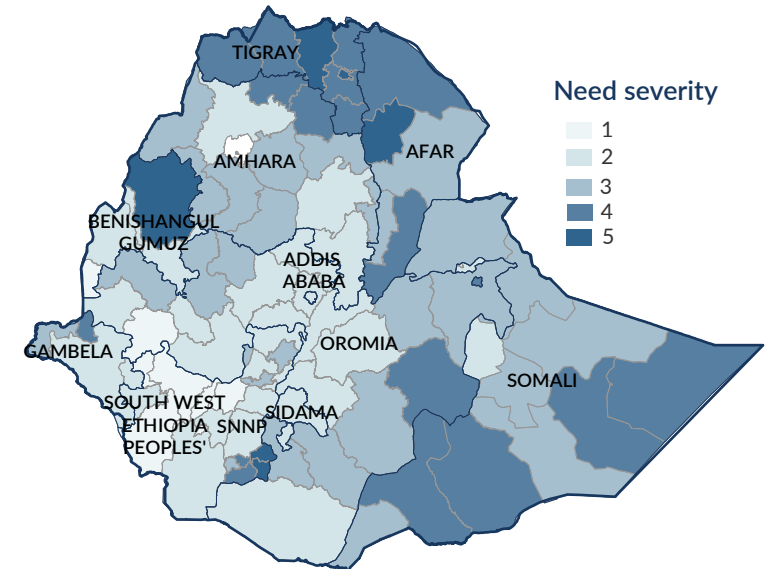 TIGRAY
Need severity
1
2
3
4
5
AFAR
AMHARA
BENISHANGUL
GUMUZ
ADDIS
ABABA
GAMBELA
OROMIA
SOMALI
SOUTH WEST
ETHIOPIA
PEOPLES'
SNNP
SIDAMA